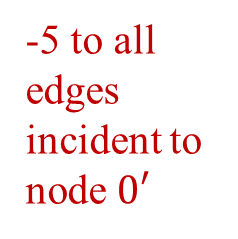 -5 to all
edges
incident to
node 0′